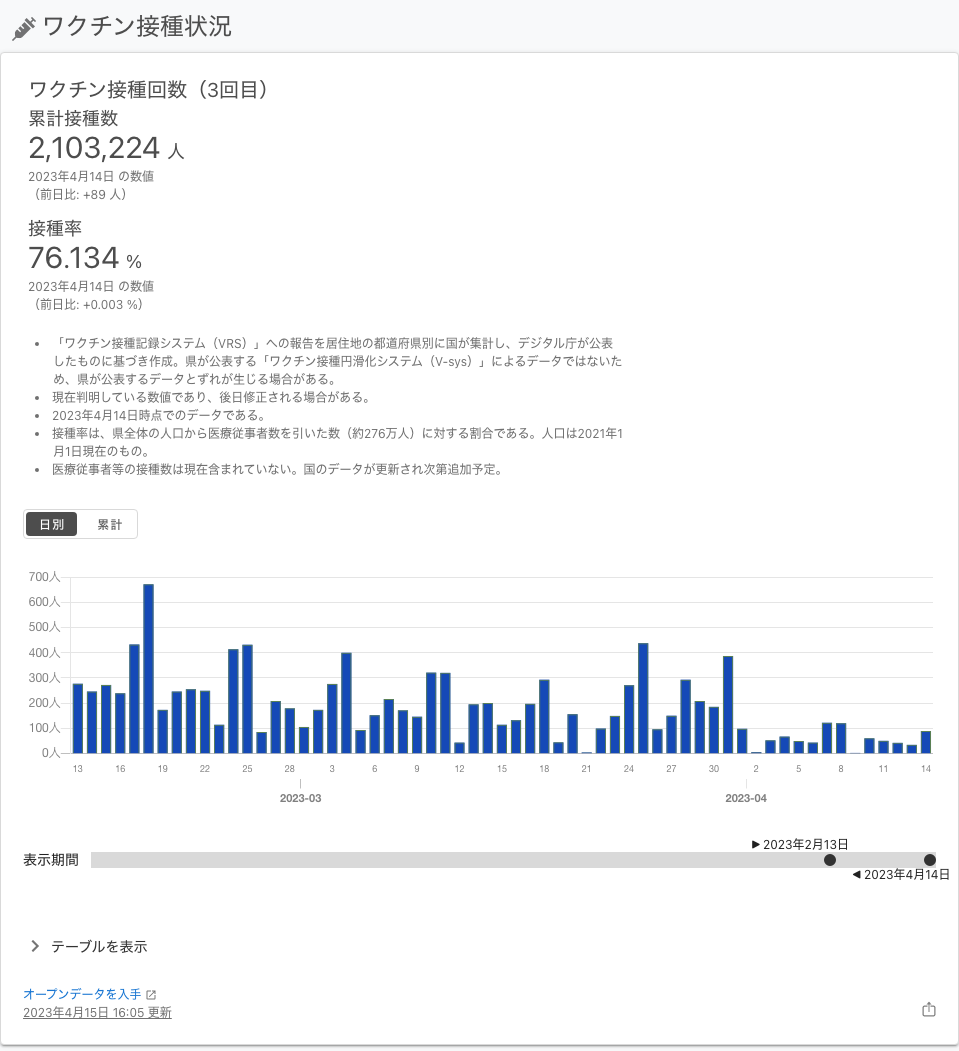 ワクチン接種状況
ワクチン接種回数（3回目）
累計接種数
2,103,224 人
2023年4月14日 の数値
（前日比: +89 人）
接種率
76.134 %
2023年4月14日 の数値
（前日比: +0.003 %）
• 「ワクチン接種記録システム（VRS）」への報告を居住地の都道府県別に国が集計し、デジタル庁が公表
したものに基づき作成。県が公表する「ワクチン接種円滑化システム（V-sys）」によるデータではないた
め、県が公表するデータとずれが生じる場合がある。
• 現在判明している数値であり、後日修正される場合がある。
• 2023年4月14日時点でのデータである。
• 接種率は、県全体の人口から医療従事者数を引いた数（約276万人）に対する割合である。人口は2021年1
月1日現在のもの。
• 医療従事者等の接種数は現在含まれていない。国のデータが更新され次第追加予定。
日別 累計
700人
600人
500人
400人
300人
200人
100人
0人
13 16 19 22 25 28 3 6 9 12 15 18 21 24 27 30 2 5 8 11 14
2023-03 2023-04
▶ 2023年2月13日
表示期間
◀ 2023年4月14日
テーブルを表示
オープンデータを入手
2023年4月15日 16:05 更新